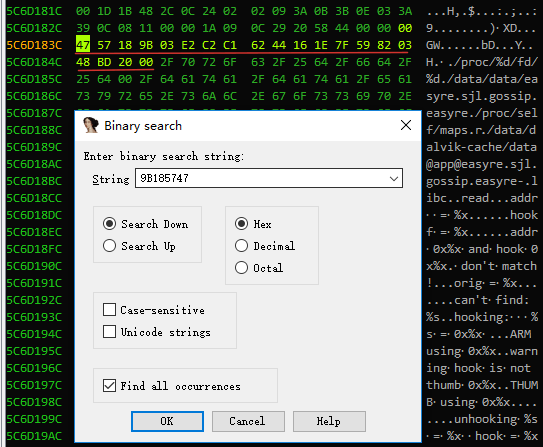 5C6D181C 00 1D 1B 48 2C 0C 24 02 02 09 3A 0B 3B 0E 03 3B ...H,.$...:.;..;
5C6D182C 39 0C 08 11 00 00 1A 09 0C 29 20 58 44 00 00 00 9........)·XD...
5C6D183C 47 57 18 9B 03 E2 C2 C1 62 44 16 1E 7F 59 82 03 GW......bD...Y..
5C6D184C 48 BD 20 00 2F 70 72 6F 63 2F 25 64 2F 66 64 2F H.·./proc/%d/fd/
5C6D185C 25 64 00 2F 64 61 74 61 2F 64 61 74 61 2F 65 61 %d./data/data/ea
5C6D186C 73 79 72 65 2E 73 6A 6C 2E 67 6F 73 73 69 70 2E syre.sjl.gossip.
5C6D187C easyre./proc/sel
5C6D188C f/maps.r./data/d
5C6D189C alvik-cache/data
5C6D18AC @app@easyre.sjl.
5C6D18BC gossip.easyre-.l
5C6D18CC ibc..read...addr
5C6D18DC ·=·%x......hook
5C6D18EC f·=·%x......addr
5C6D18FC ·0x%x·and·hook·0
5C6D190C x%x.·don't·match
5C6D191C !...orig·=·%x...
5C6D192C ....can't·find:·
5C6D193C %s..hooking:···%
5C6D194C s·=·0x%x·...ARM·
5C6D195C using·0x%x..warn
5C6D196C ing·hook·is·not·
5C6D197C thumb·0x%x..THUM
5C6D198C B·using·0x%x....
5C6D199C ....unhooking·%s
5C6D19AC ·=·%x··hook·=·%x
Binary search
Enter binary search string:
String 9B185747
Search Down
Search Up
Hex
Decimal
Octal
Case-sensitive
Unicode strings
Find all occurrences
OK Cancel Help